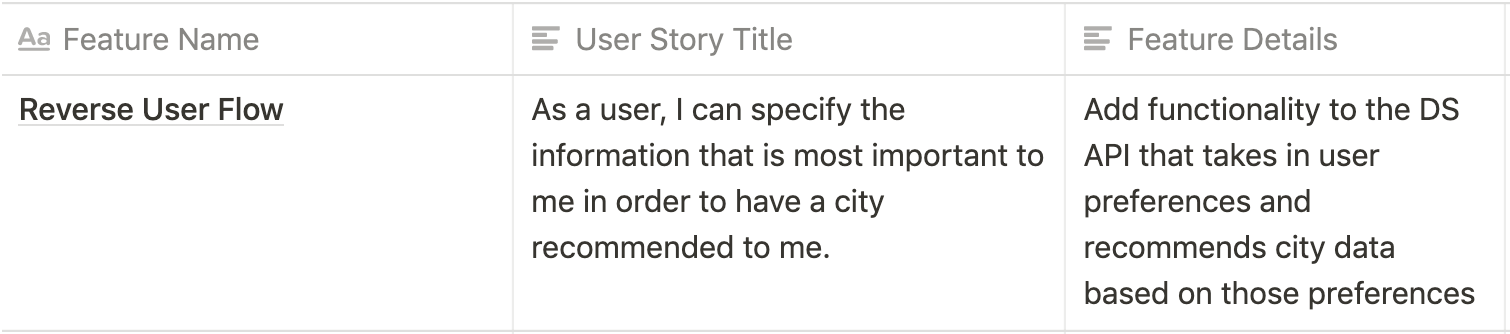 Aa Feature Name
User Story Title
Feature Details
Reverse User Flow
As a user, I can specify the
information that is most important to
me in order to have a city
recommended to me.
Add functionality to the DS
API that takes in user
preferences and
recommends city data
based on those preferences